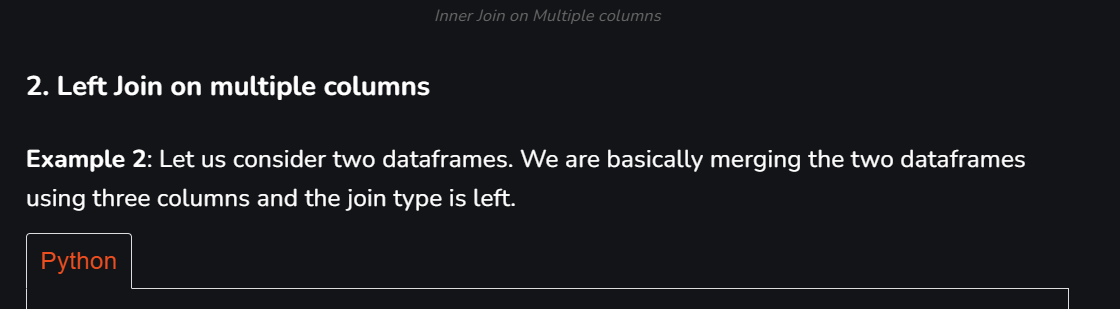 Inner Join on Multiple columns
2. Left Join on multiple columns
Example 2: Let us consider two dataframes. We are basically merging the two dataframes
using three columns and the join type is left.
Python